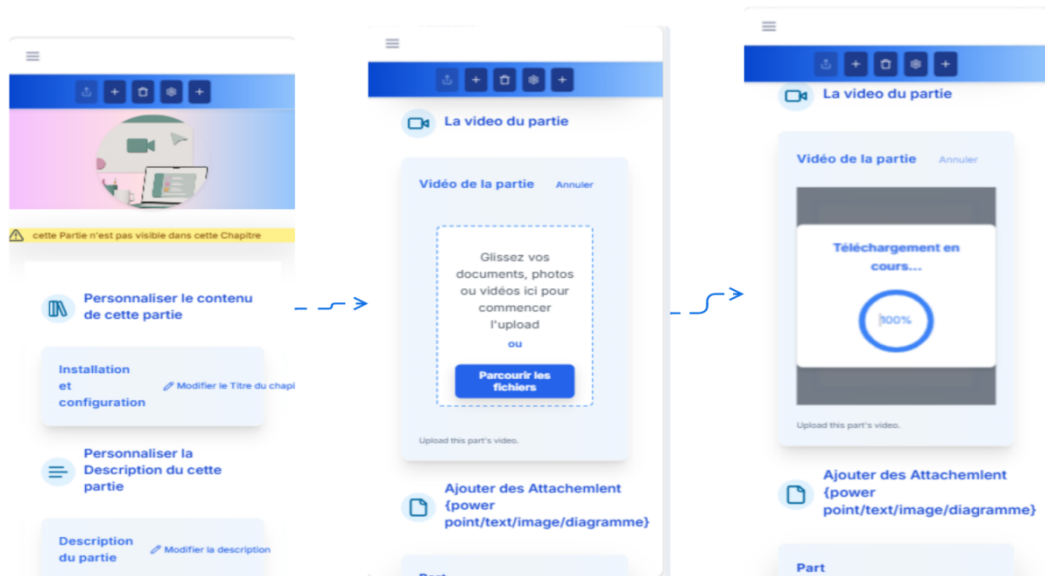 cette Partie n'est pas visible dans cette Chapitre
Personnaliser le contenu
de cette partie
Installation
et
configuration
Modifier le Titre du chapi
Personnaliser la
Description du cette
partie
Description
du partie
Modifier la description
La video du partie
Vidéo de la partie
Annuler
Glissez vos
documents, photos
ou vidéos ici pour
commencer
l'upload
ou
Parcourir les
fichiers
Upload this part's video.
Ajouter des Attachemlent
{power
point/text/image/diagramme}
Part
La video du partie
Vidéo de la partie
Annuler
Téléchargement en
cours...
100%
Upload this part's video.
Ajouter des Attachemlent
{power
point/text/image/diagramme}
Part